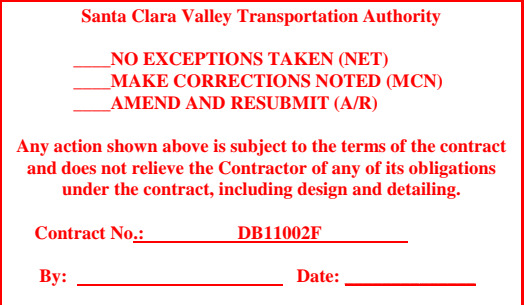 Santa Clara Valley Transportation Authority
____NO EXCEPTIONS TAKEN (NET)
____MAKE CORRECTIONS NOTED (MCN)
____AMEND AND RESUBMIT (A/R)
Any action shown above is subject to the terms of the contract
and does not relieve the Contractor of any of its obligations
under the contract, including design and detailing.
Contract No.: DB11002F
By: ____________________ Date: ______________